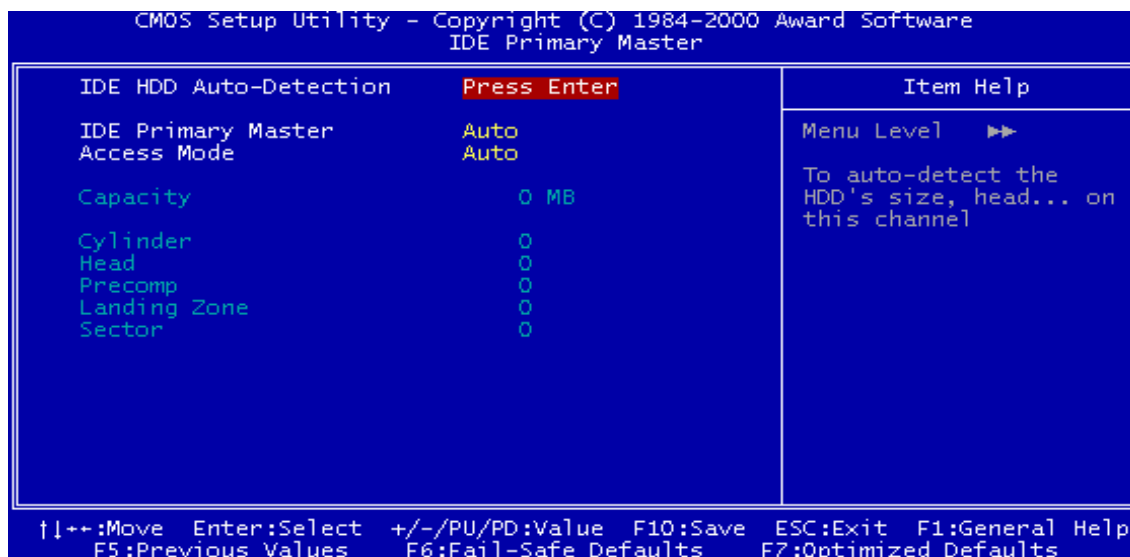 CMOS Setup Utility - Copyright (C) 1984-2000 Award Software
IDE Primary Master
IDE HDD Auto-Detection Press Enter
IDE Primary Master Auto
Access Mode Auto
Capacity 0 MB
Cylinder 0
Head 0
Precomp 0
Landing Zone 0
Sector 0
Item Help
Menu Level ►►
To auto-detect the
HDD's size, head... on
this channel
↑↓←→:Move Enter:Select +/-/PU/PD:Value F10:Save ESC:Exit F1:General Help
F5:Previous Values F6:Fail-Safe Defaults F7:Optimized Defaults